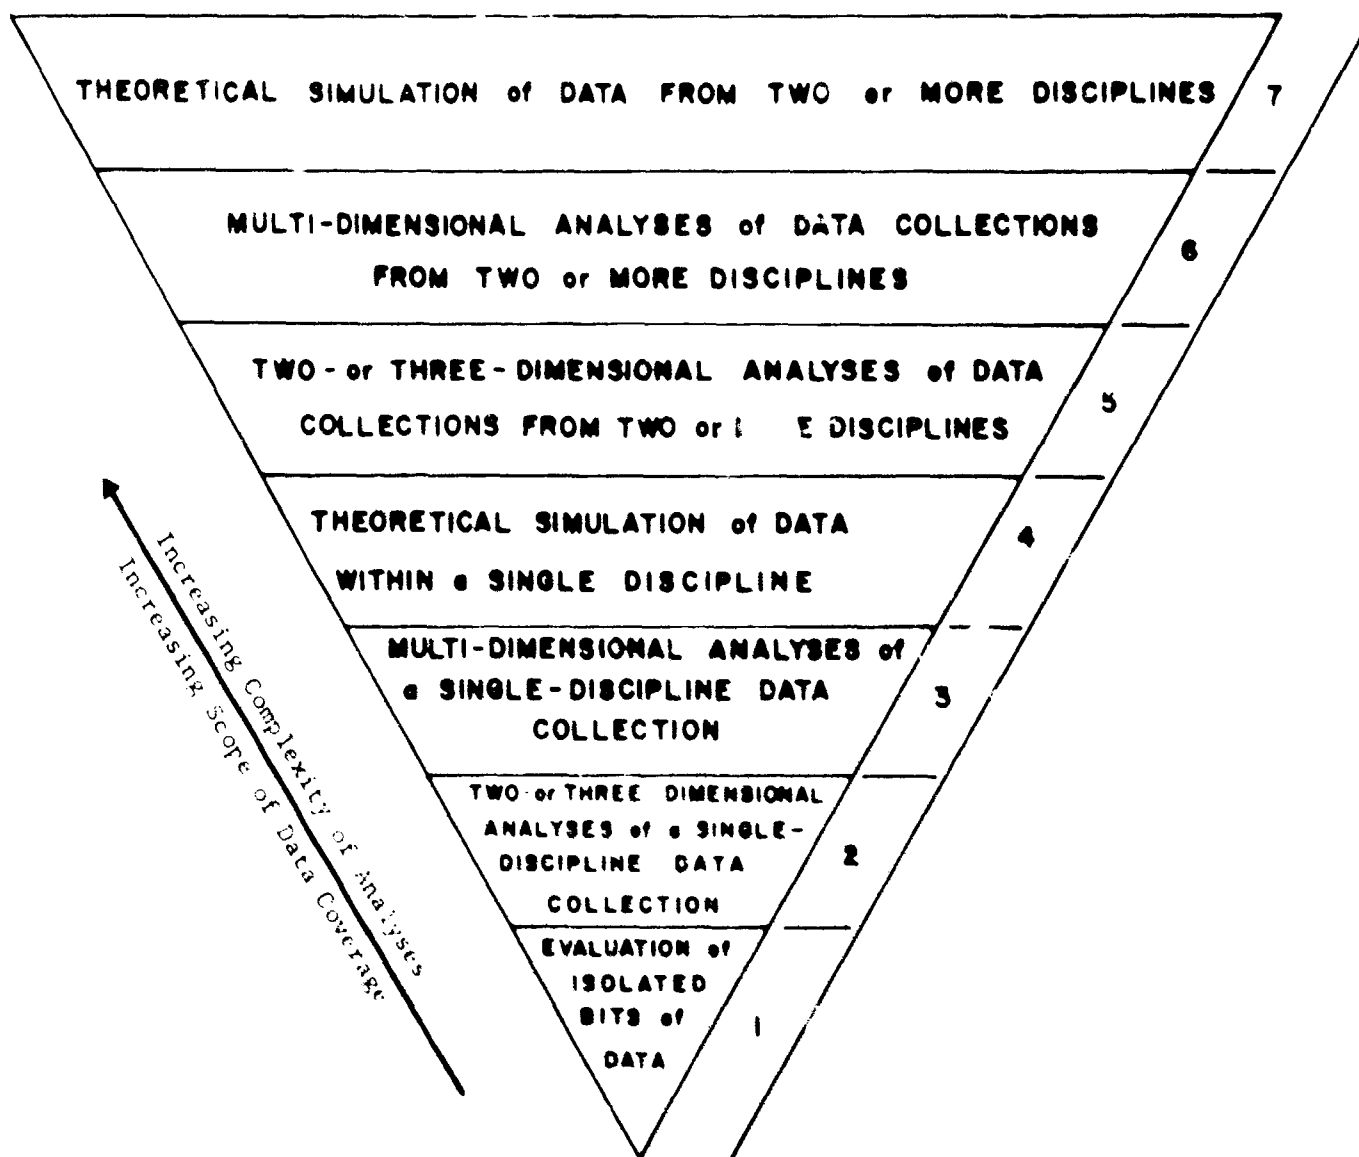 THEORETICAL SIMULATION of DATA FROM TWO or MORE DISCIPLINES 7
MULTI-DIMENSIONAL ANALYSES of DATA COLLECTIONS
FROM TWO or MORE DISCIPLINES
6
TWO-or THREE-DIMENSIONAL ANALYSES of DATA
COLLECTIONS FROM TWO or E DISCIPLINES
5
THEORETICAL SIMULATION of DATA
WITHIN a SINGLE DISCIPLINE
4
MULTI-DIMENSIONAL ANALYSES of
a SINGLE-DISCIPLINE DATA
COLLECTION
3
TWO-or THREE DIMENSIONAL
ANALYSES of a SINGLE-
DISCIPLINE DATA
COLLECTION
2
EVALUATION of
ISOLATED
BITS of
DATA
1
Increasing Complexity of Analyses
Increasing Scope of Data Coverage